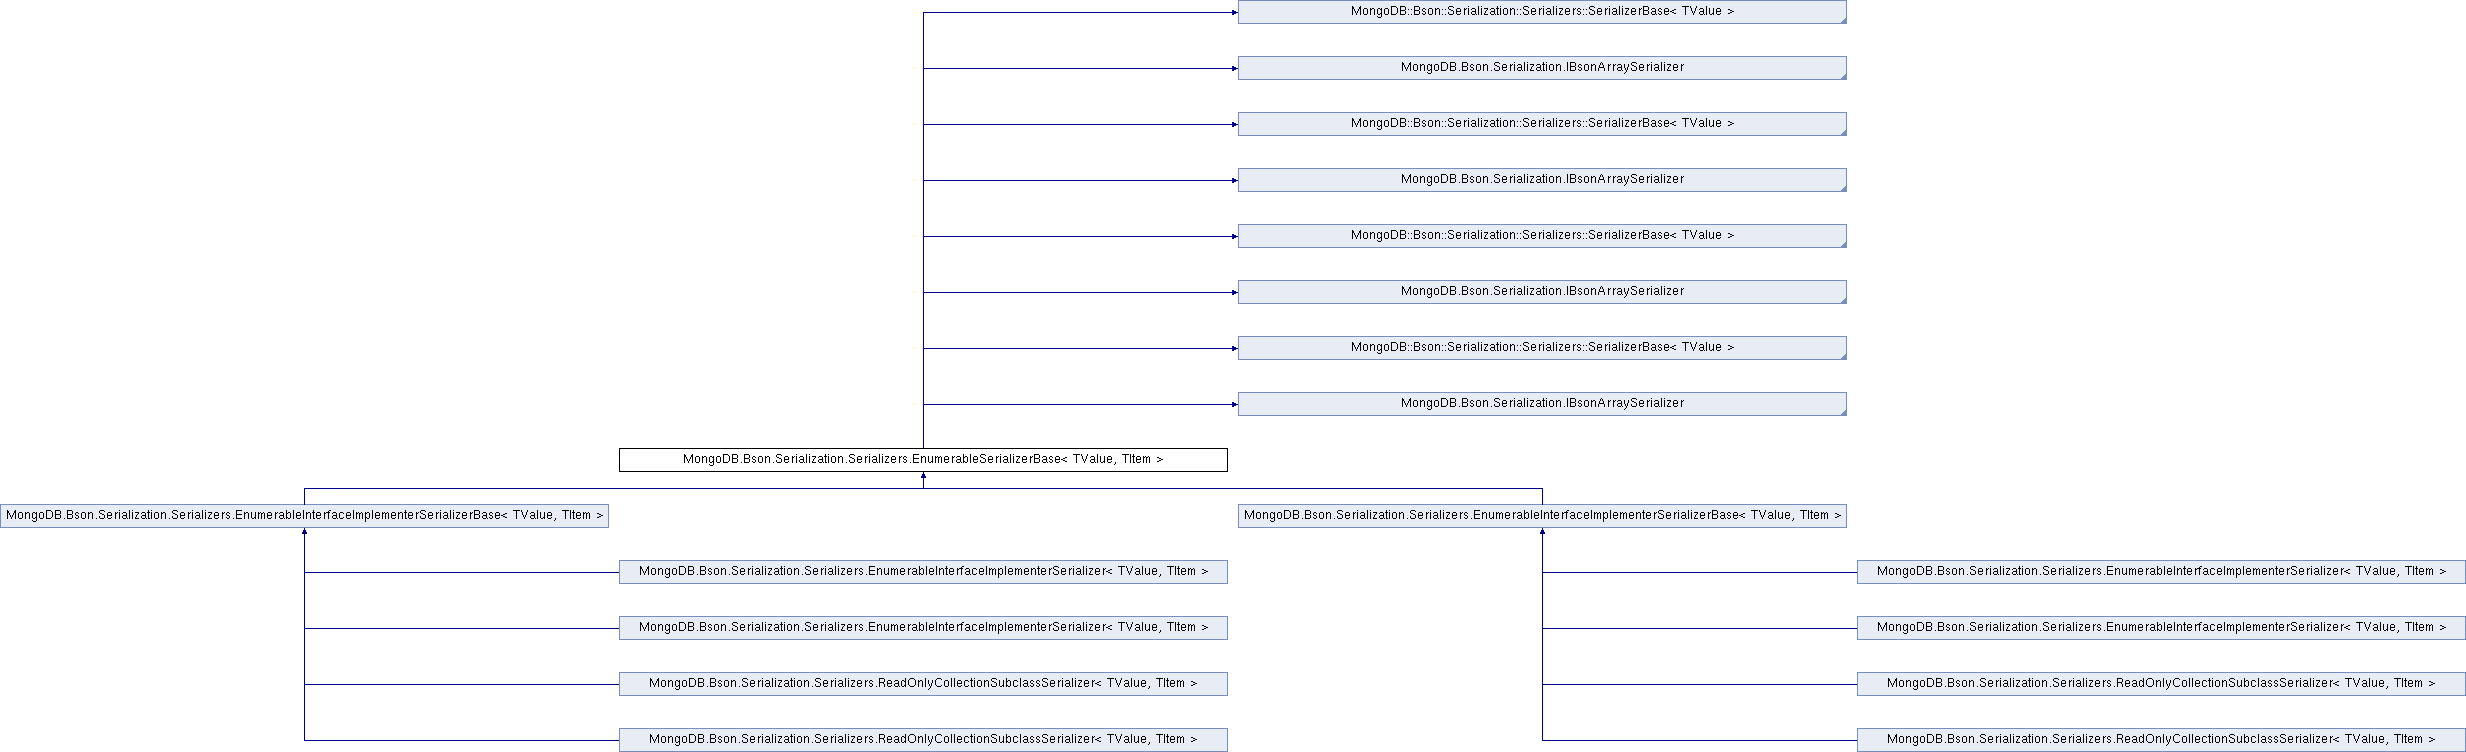 MongoDB::Bson::Serialization::Serializers::SerializerBase< TValue >
MongoDB.Bson.Serialization.IBsonArraySerializer
MongoDB::Bson::Serialization::Serializers::SerializerBase< TValue >
MongoDB.Bson.Serialization.IBsonArraySerializer
MongoDB::Bson::Serialization::Serializers::SerializerBase< TValue >
MongoDB.Bson.Serialization.IBsonArraySerializer
MongoDB::Bson::Serialization::Serializers::SerializerBase< TValue >
MongoDB.Bson.Serialization.IBsonArraySerializer
MongoDB.Bson.Serialization.Serializers.EnumerableSerializerBase< TValue, TItem >
MongoDB.Bson.Serialization.Serializers.EnumerableInterfaceImplementerSerializerBase< TValue, TItem >
MongoDB.Bson.Serialization.Serializers.EnumerableInterfaceImplementerSerializerBase< TValue, TItem >
MongoDB.Bson.Serialization.Serializers.EnumerableInterfaceImplementerSerializer< TValue, TItem >
MongoDB.Bson.Serialization.Serializers.EnumerableInterfaceImplementerSerializer< TValue, TItem >
MongoDB.Bson.Serialization.Serializers.EnumerableInterfaceImplementerSerializer< TValue, TItem >
MongoDB.Bson.Serialization.Serializers.EnumerableInterfaceImplementerSerializer< TValue, TItem >
MongoDB.Bson.Serialization.Serializers.ReadOnlyCollectionSubclassSerializer< TValue, TItem >
MongoDB.Bson.Serialization.Serializers.ReadOnlyCollectionSubclassSerializer< TValue, TItem >
MongoDB.Bson.Serialization.Serializers.ReadOnlyCollectionSubclassSerializer< TValue, TItem >
MongoDB.Bson.Serialization.Serializers.ReadOnlyCollectionSubclassSerializer< TValue, TItem >